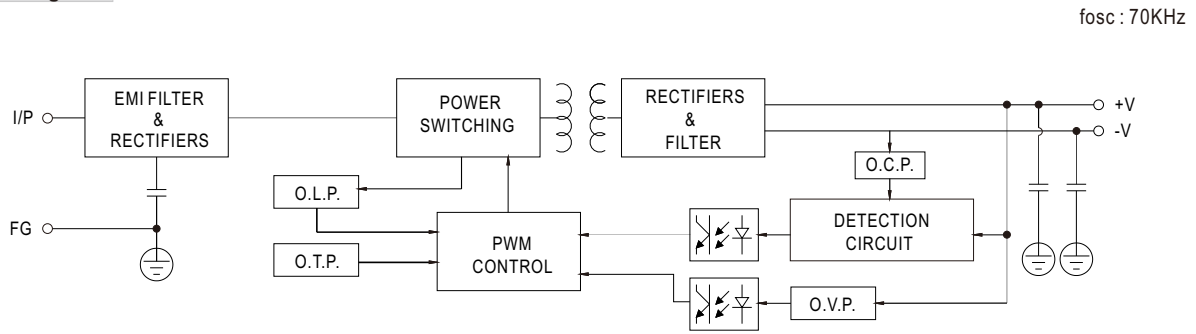 fosc : 70KHz
I/P
EMI FILTER
&
RECTIFIERS
POWER
SWITCHING
RECTIFIERS
&
FILTER
+V
-V
O.C.P.
O.L.P.
FG
DETECTION
CIRCUIT
PWM
CONTROL
O.T.P.
O.V.P.